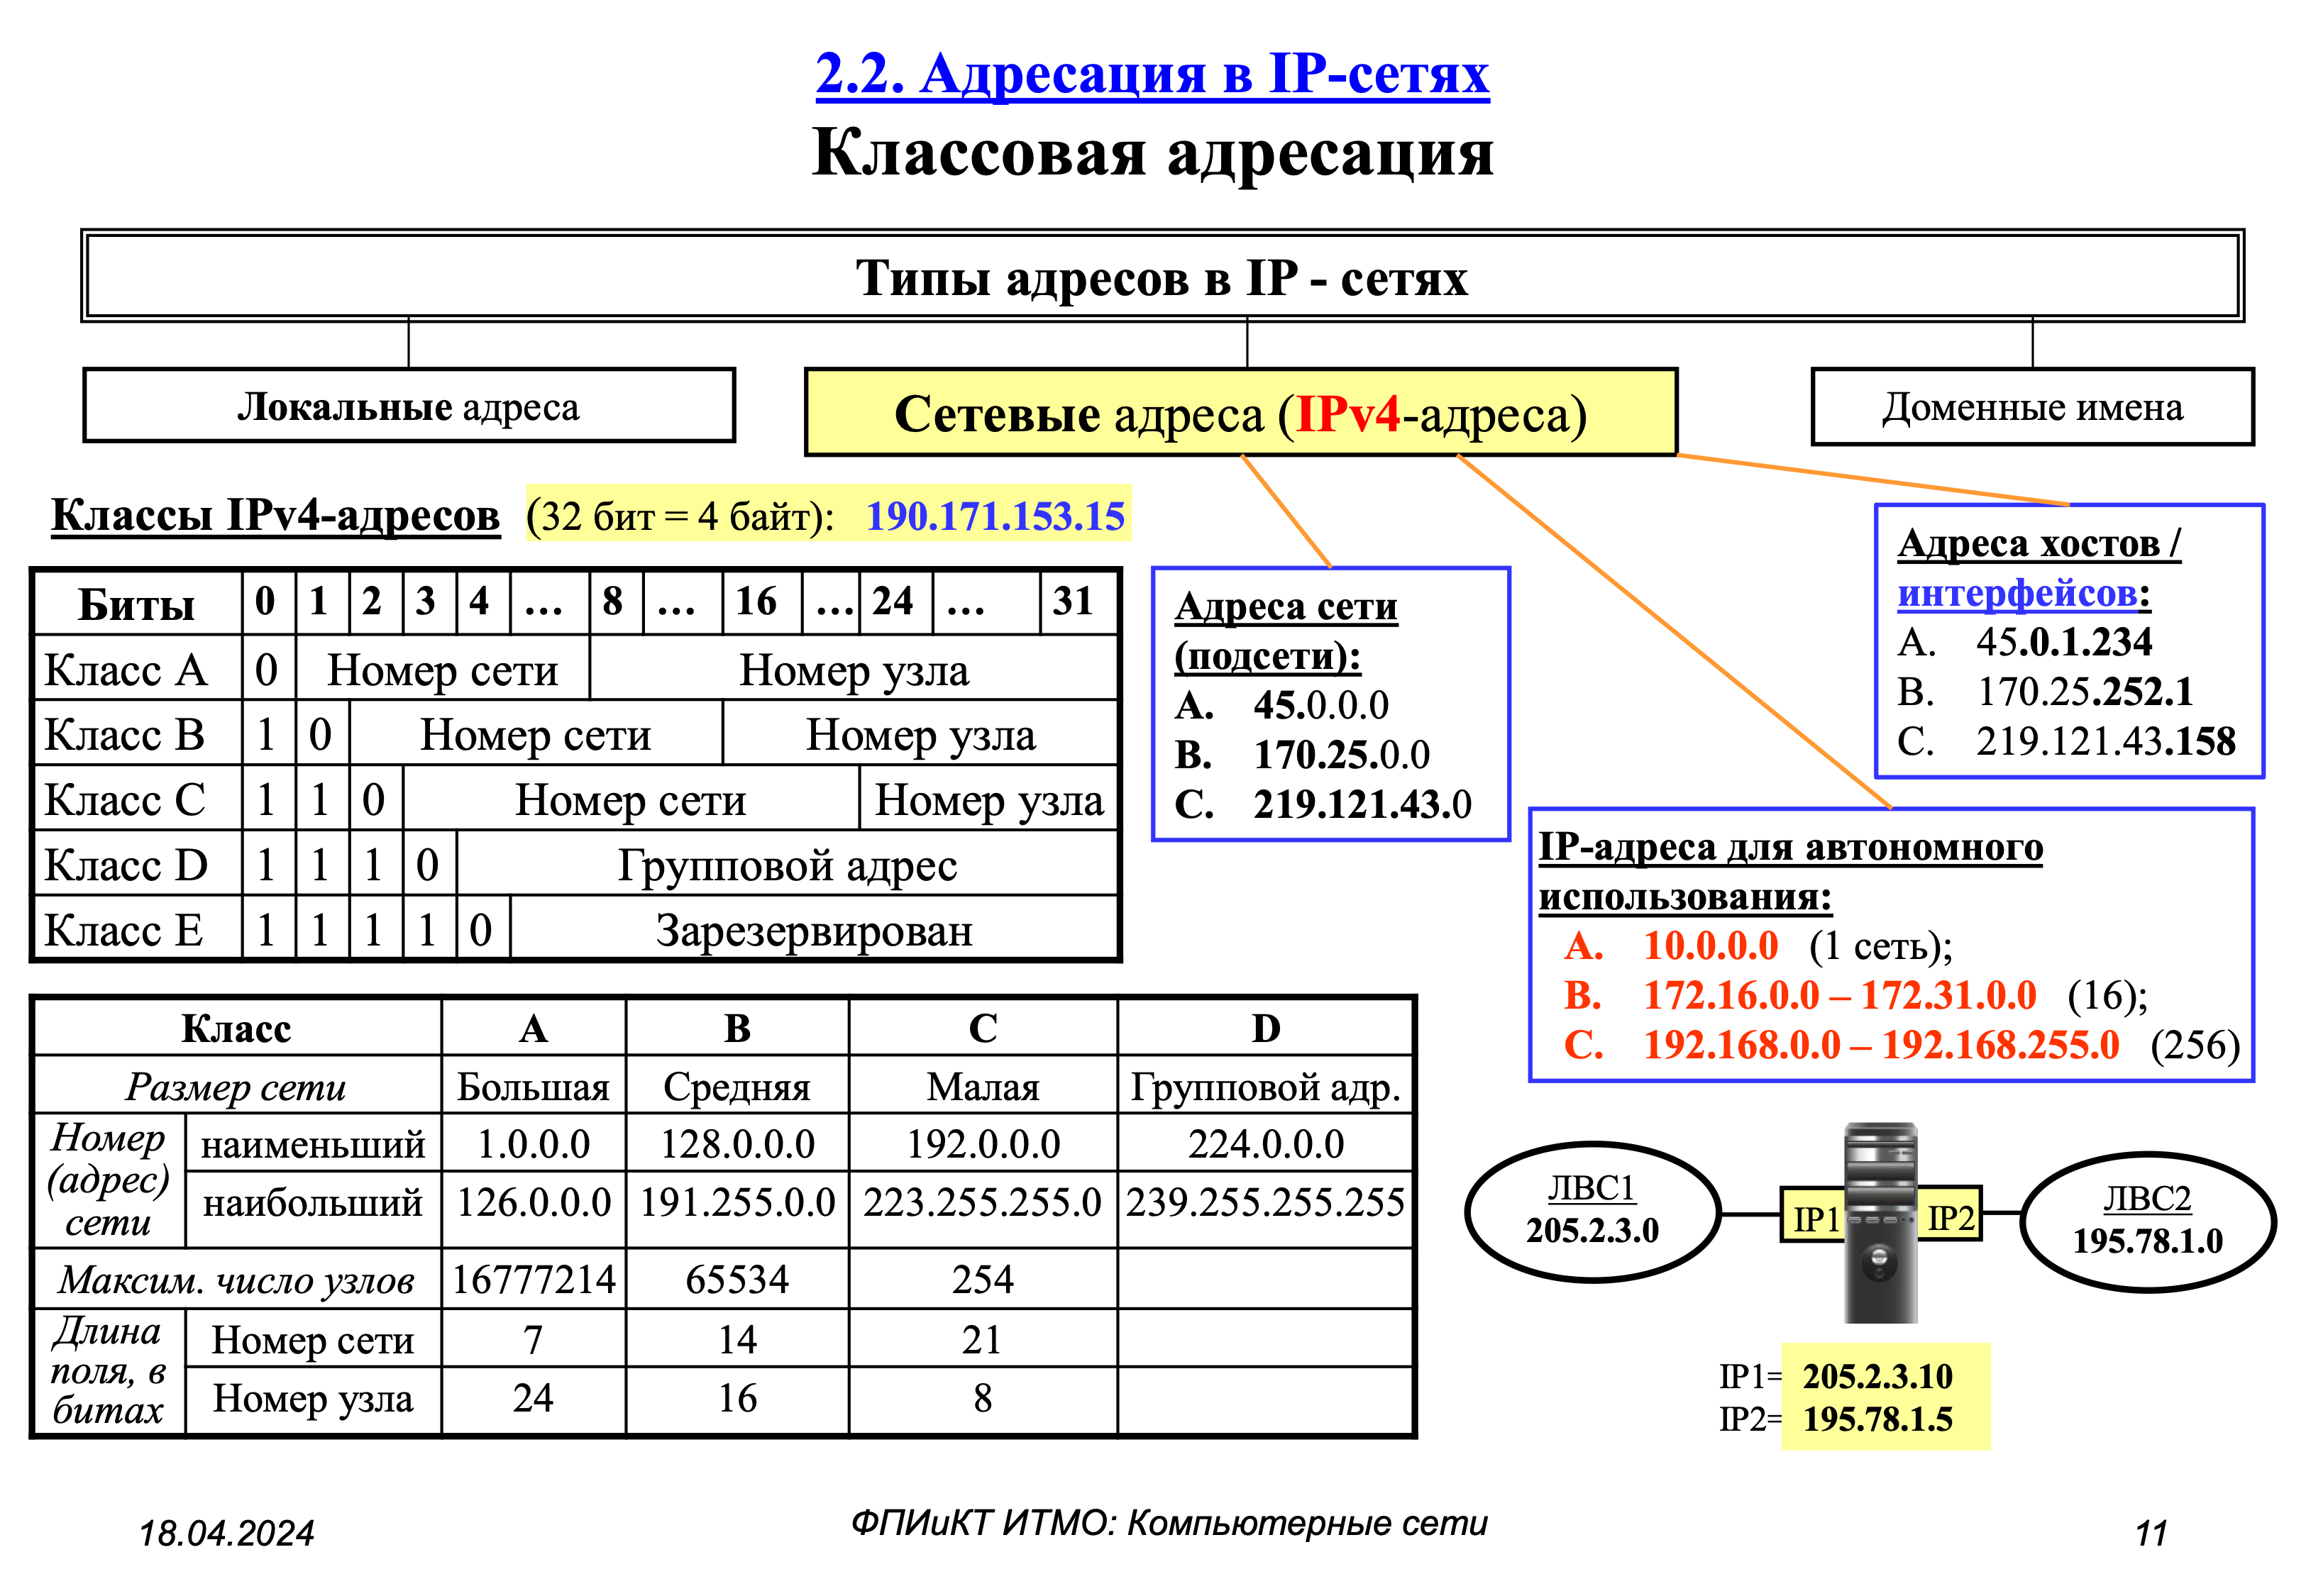 2.2. Адресация в IP-сетях
Классовая адресация
Типы адресов в IP - сетях
Локальные адреса
Сетевые адреса (IPv4-адреса)
Доменные имена
Классы IPv4-адресов (32 бит = 4 байт): 190.171.153.15
Биты 0 1 2 3 4 ... 8 ... 16 ... 24 ... 31
Класс A 0 Номер сети Номер узла
Класс B 1 0 Номер сети Номер узла
Класс C 1 1 0 Номер сети Номер узла
Класс D 1 1 1 0 Групповой адрес
Класс E 1 1 1 1 0 Зарезервирован
Адреса сети
(подсети):
A. 45.0.0.0
B. 170.25.0.0
C. 219.121.43.0
Адреса хостов /
интерфейсов:
A. 45.0.1.234
B. 170.25.252.1
C. 219.121.43.158
IP-адреса для автономного
использования:
A. 10.0.0.0 (1 сеть);
B. 172.16.0.0 – 172.31.0.0 (16);
C. 192.168.0.0 – 192.168.255.0 (256)
Класс A B C D
Размер сети Большая Средняя Малая Групповой адр.
Номер
(адрес)
сети
наименьший 1.0.0.0 128.0.0.0 192.0.0.0 224.0.0.0
наибольший 126.0.0.0 191.255.0.0 223.255.255.0 239.255.255.255
Максим. число узлов 16777214 65534 254
Длина
поля, в
битах
Номер сети 7 14 21
Номер узла 24 16 8
ЛВС1
205.2.3.0
IP1
IP2
ЛВС2
195.78.1.0
IP1= 205.2.3.10
IP2= 195.78.1.5
18.04.2024
ФПИиКТ ИТМО: Компьютерные сети
11